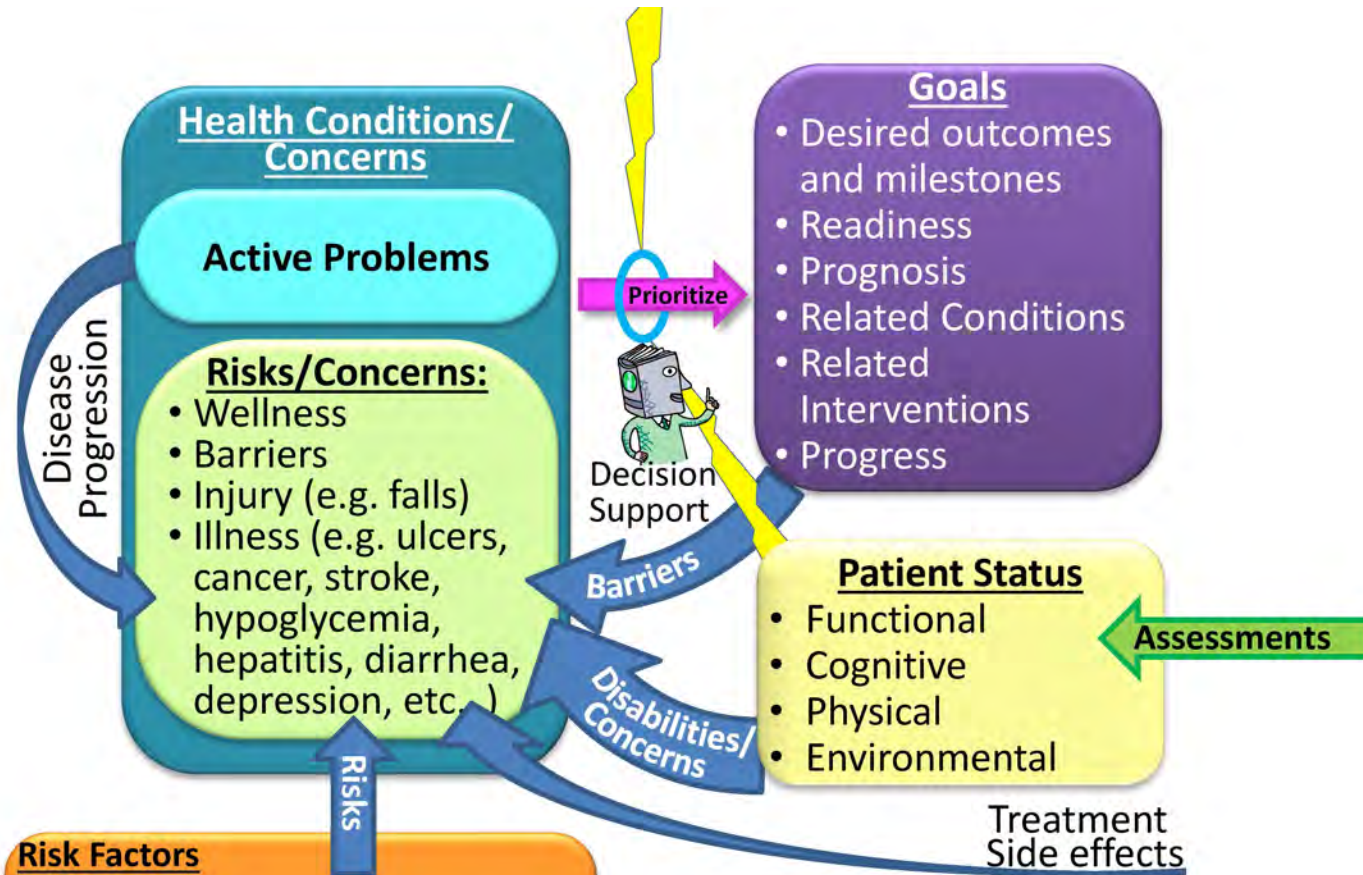 Health Conditions/
Concerns
Active Problems
Disease
Progression
Risks/Concerns:
• Wellness
• Barriers
• Injury (e.g. falls)
• Illness (e.g. ulcers,
cancer, stroke,
hypoglycemia,
hepatitis, diarrhea,
depression, etc…)
Prioritize
Decision
Support
Goals
• Desired outcomes
and milestones
• Readiness
• Prognosis
• Related Conditions
• Related
Interventions
• Progress
Barriers
Patient Status
• Functional
• Cognitive
• Physical
• Environmental
Assessments
Disabilities/
Concerns
Risks
Treatment
Side effects
Risk Factors